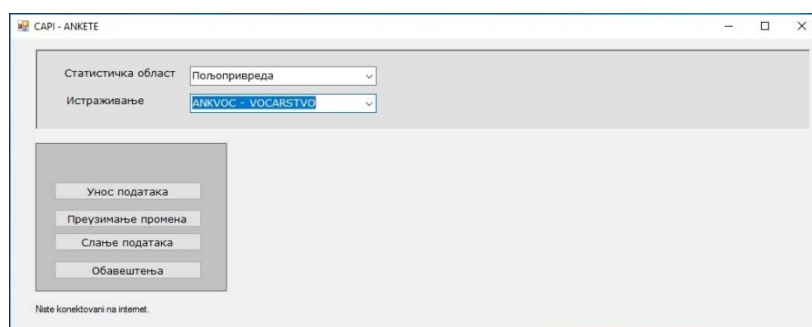 CAPI - ANKETE
Статистичка област Пољопривреда
Истраживање ANKVOC - VOCARSTVO
Унос података
Преузимање промена
Слање података
Обавештења
Niste konektovani na internet.